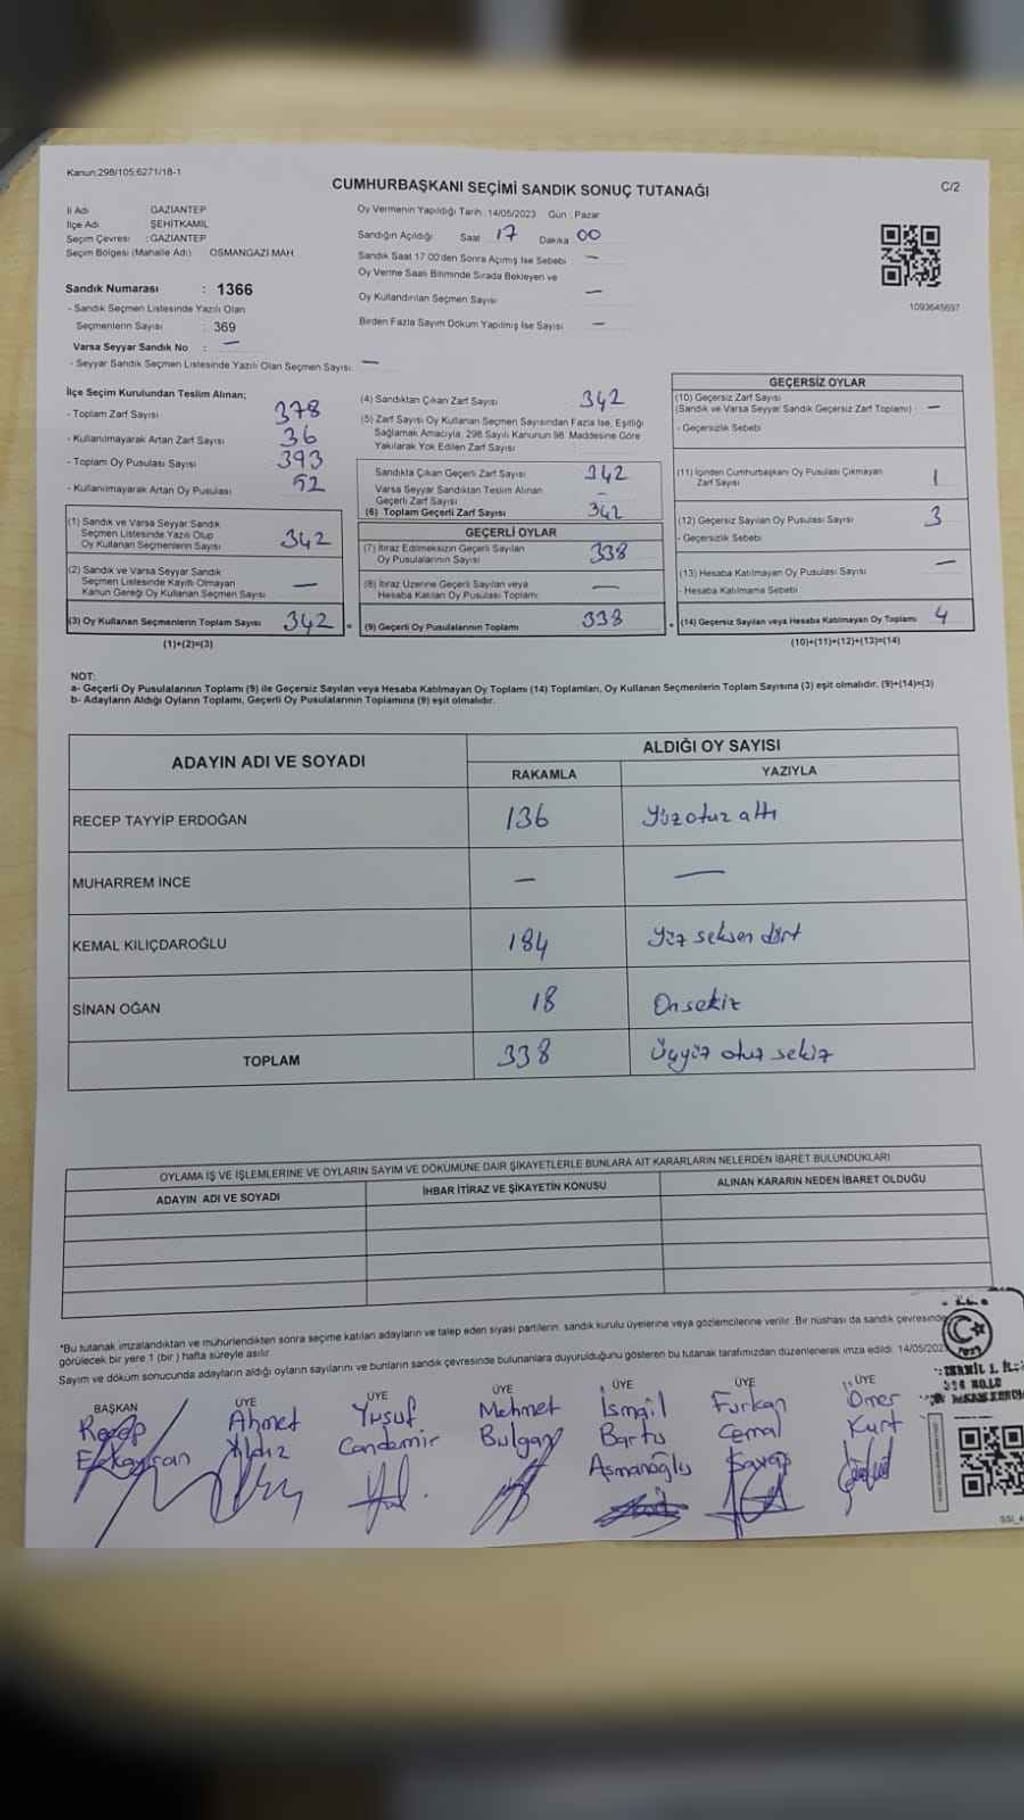 Kanun:298/105;6271/18-1
CUMHURBAŞKANI SEÇİMİ SANDIK SONUÇ TUTANAĞI
C/2
İl Adı GAZİANTEP
İlçe Adı ŞEHİTKAMİL
Seçim Çevresi : GAZİANTEP
Seçim Bölgesi (Mahalle Adı) OSMANGAZİ MAH
Sandık Numarası : 1366
- Sandık Seçmen Listesinde Yazılı Olan
Seçmenlerin Sayısı : 369
Varsa Seyyar Sandık No : —
- Seyyar Sandık Seçmen Listesinde Yazılı Olan Seçmen Sayısı: —
Oy Vermenin Yapıldığı Tarih : 14/05/2023 Gün : Pazar
Sandığın Açıldığı Saat 17 Dakika 00
Sandık Saat 17:00'den Sonra Açımış İse Sebebi : —
Oy Verme Saati Bitiminde Sırada Bekleyen ve
Oy Kullandırılan Seçmen Sayısı —
Birden Fazla Sayım Döküm Yapılmış İse Sayısı —
1093645697
İlçe Seçim Kurulundan Teslim Alınan;
- Toplam Zarf Sayısı 378
- Kullanılmayarak Artan Zarf Sayısı 36
- Toplam Oy Pusulası Sayısı 393
- Kullanılmayarak Artan Oy Pusulası 52
(1) Sandık ve Varsa Seyyar Sandık
Seçmen Listesinde Yazılı Olup
Oy Kullanan Seçmenlerin Sayısı 342
(2) Sandık ve Varsa Seyyar Sandık
Seçmen Listesinde Kayıtlı Olmayan
Kanun Gereği Oy Kullanan Seçmen Sayısı —
(3) Oy Kullanan Seçmenlerin Toplam Sayısı 342 =
(1)+(2)=(3)
(4) Sandıktan Çıkan Zarf Sayısı 342
(5) Zarf Sayısı Oy Kullanan Seçmen Sayısından Fazla İse, Eşitliği
Sağlamak Amacıyla, 298 Sayılı Kanunun 98. Maddesine Göre
Yakılarak Yok Edilen Zarf Sayısı
Sandıkta Çıkan Geçerli Zarf Sayısı 342
Varsa Seyyar Sandıktan Teslim Alınan
Geçerli Zarf Sayısı —
(6) Toplam Geçerli Zarf Sayısı 342
GEÇERLİ OYLAR
(7) İtiraz Edilmeksizin Geçerli Sayılan
Oy Pusulalarının Sayısı 338
(8) İtiraz Üzerine Geçerli Sayılan veya
Hesaba Katılan Oy Pusulası Toplamı —
(9) Geçerli Oy Pusulalarının Toplamı 338 +
GEÇERSİZ OYLAR
(10) Geçersiz Zarf Sayısı
(Sandık ve Varsa Seyyar Sandık Geçersiz Zarf Toplamı) —
- Geçersizlik Sebebi
(11) İçinden Cumhurbaşkanı Oy Pusulası Çıkmayan
Zarf Sayısı 1
(12) Geçersiz Sayılan Oy Pusulası Sayısı 3
- Geçersizlik Sebebi
(13) Hesaba Katılmayan Oy Pusulası Sayısı —
- Hesaba Katılmama Sebebi
(14) Geçersiz Sayılan veya Hesaba Katılmayan Oy Toplamı 4
(10)+(11)+(12)+(13)=(14)
NOT:
a- Geçerli Oy Pusulalarının Toplamı (9) ile Geçersiz Sayılan veya Hesaba Katılmayan Oy Toplamı (14) Toplamları, Oy Kullanan Seçmenlerin Toplam Sayısına (3) eşit olmalıdır. (9)+(14)=(3)
b- Adayların Aldığı Oyların Toplamı, Geçerli Oy Pusulalarının Toplamına (9) eşit olmalıdır.
ADAYIN ADI VE SOYADI ALDIĞI OY SAYISI
RAKAMLA YAZIYLA
RECEP TAYYİP ERDOĞAN 136 Yüzotuz altı
MUHARREM İNCE — —
KEMAL KILIÇDAROĞLU 184 Yüz seksen dört
SİNAN OĞAN 18 Onsekiz
TOPLAM 338 Üçyüz otuz sekiz
OYLAMA İŞ VE İŞLEMLERİNE VE OYLARIN SAYIM VE DÖKÜMÜNE DAİR ŞİKAYETLERLE BUNLARA AİT KARARLARIN NELERDEN İBARET BULUNDUKLARI
ADAYIN ADI VE SOYADI İHBAR İTİRAZ VE ŞİKAYETİN KONUSU ALINAN KARARIN NEDEN İBARET OLDUĞU
*Bu tutanak imzalandıktan ve mühürlendikten sonra seçime katılan adayların ve talep eden siyasi partilerin, sandık kurulu üyelerine veya gözlemcilerine verilir. Bir nüshası da sandık çevresinde
görülecek bir yere 1 (bir) hafta süreyle asılır.
Sayım ve döküm sonucunda adayların aldığı oyların sayılarını ve bunların sandık çevresinde bulunanlara duyurulduğunu gösteren bu tutanak tarafımızdan düzenlenerek imza edildi. 14/05/202
BAŞKAN ÜYE ÜYE ÜYE ÜYE ÜYE ÜYE
Recep Ahmet Yusuf Mehmet İsmail Furkan Ömer
Yıldız Candemir Bulgan Bartu Cemal Kurt
Asmanoğlu Savaş